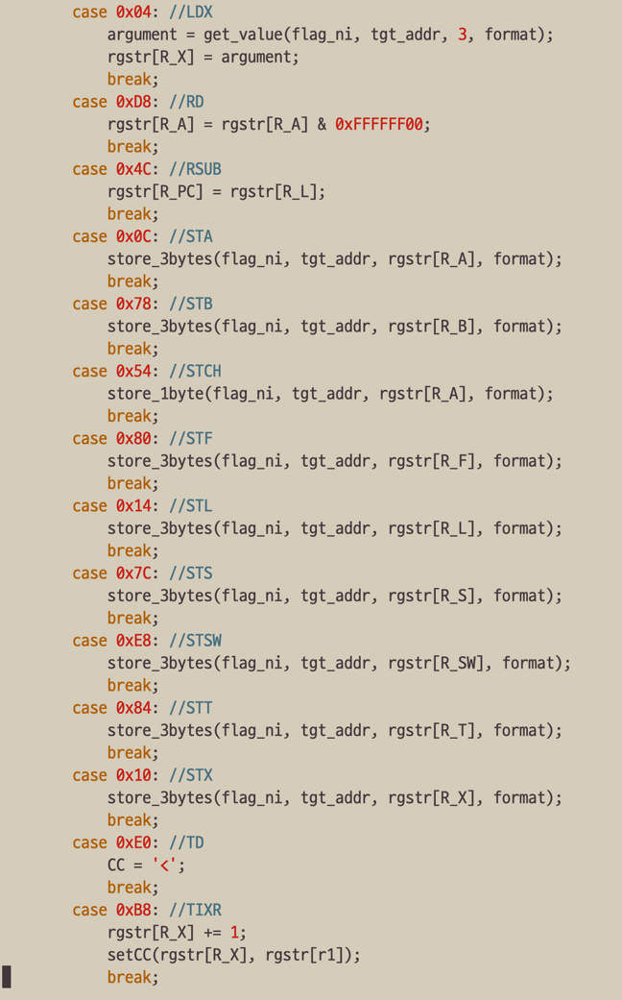 case 0x04: //LDX
argument = get_value(flag_ni, tgt_addr, 3, format);
rgstr[R_X] = argument;
break;
case 0xD8: //RD
rgstr[R_A] = rgstr[R_A] & 0xFFFFFF00;
break;
case 0x4C: //RSUB
rgstr[R_PC] = rgstr[R_L];
break;
case 0x0C: //STA
store_3bytes(flag_ni, tgt_addr, rgstr[R_A], format);
break;
case 0x78: //STB
store_3bytes(flag_ni, tgt_addr, rgstr[R_B], format);
break;
case 0x54: //STCH
store_1byte(flag_ni, tgt_addr, rgstr[R_A], format);
break;
case 0x80: //STF
store_3bytes(flag_ni, tgt_addr, rgstr[R_F], format);
break;
case 0x14: //STL
store_3bytes(flag_ni, tgt_addr, rgstr[R_L], format);
break;
case 0x7C: //STS
store_3bytes(flag_ni, tgt_addr, rgstr[R_S], format);
break;
case 0xE8: //STSW
store_3bytes(flag_ni, tgt_addr, rgstr[R_SW], format);
break;
case 0x84: //STT
store_3bytes(flag_ni, tgt_addr, rgstr[R_T], format);
break;
case 0x10: //STX
store_3bytes(flag_ni, tgt_addr, rgstr[R_X], format);
break;
case 0xE0: //TD
CC = '<';
break;
case 0xB8: //TIXR
rgstr[R_X] += 1;
setCC(rgstr[R_X], rgstr[r1]);
break;